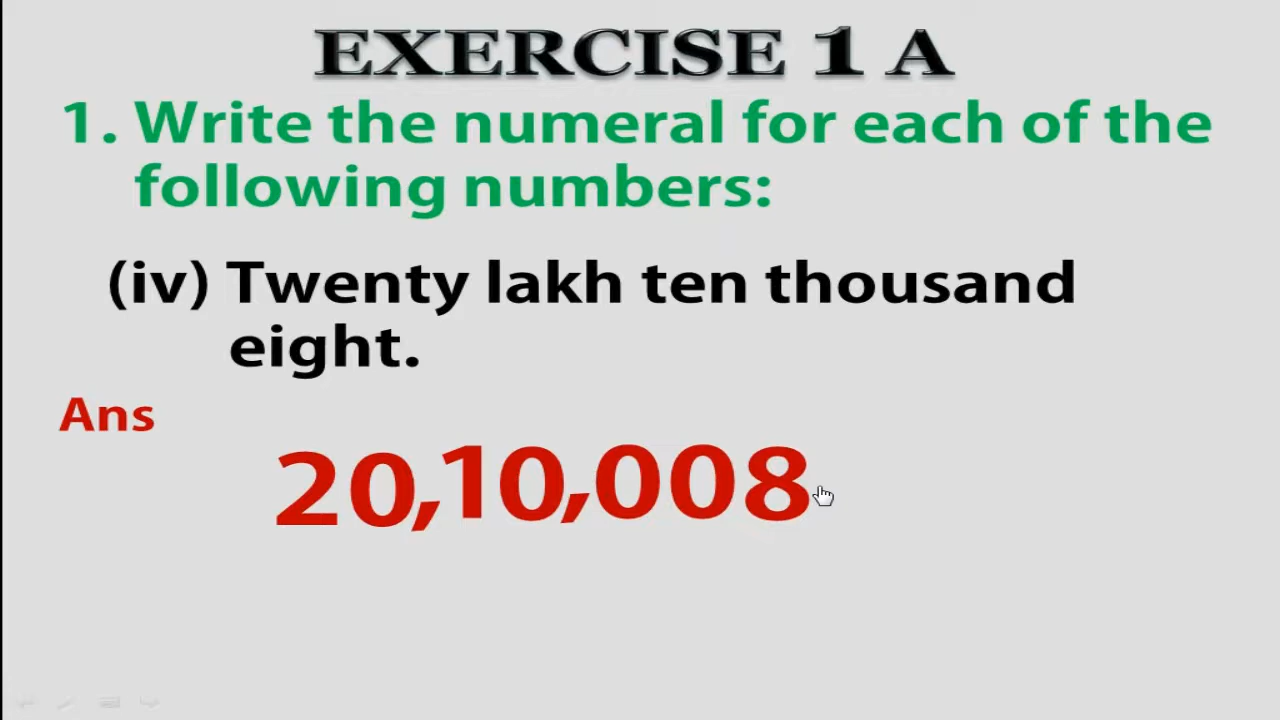 EXERCISE 1 A
1. Write the numeral for each of the
following numbers:
(iv) Twenty lakh ten thousand
eight.
Ans
20,10,008